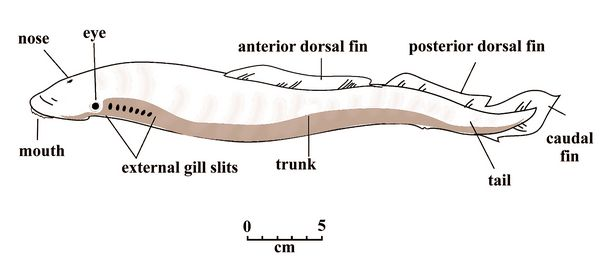 nose
eye
anterior dorsal fin
posterior dorsal fin
mouth
external gill slits
trunk
tail
caudal
fin
0 5
cm